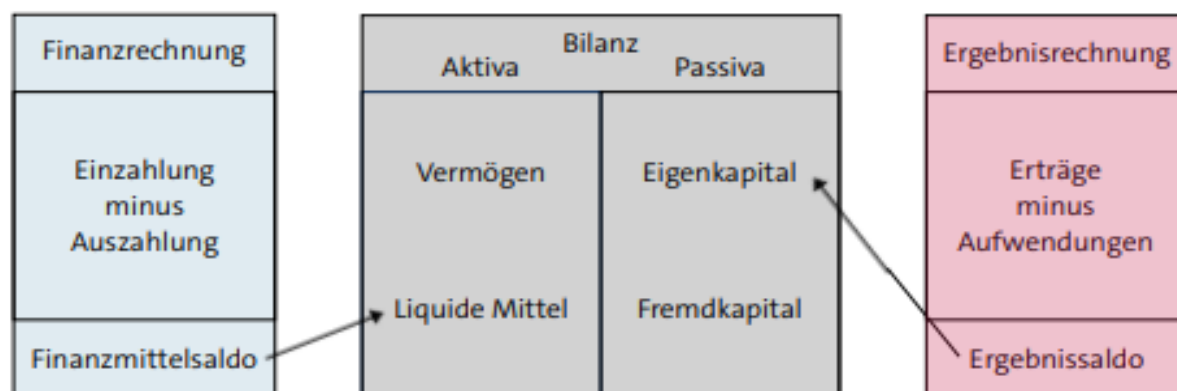 Finanzrechnung
Einzahlung
minus
Auszahlung
Finanzmittelsaldo
Bilanz
Aktiva
Passiva
Vermögen
Eigenkapital
Liquide Mittel
Fremdkapital
Ergebnisrechnung
Erträge
minus
Aufwendungen
Ergebnissaldo